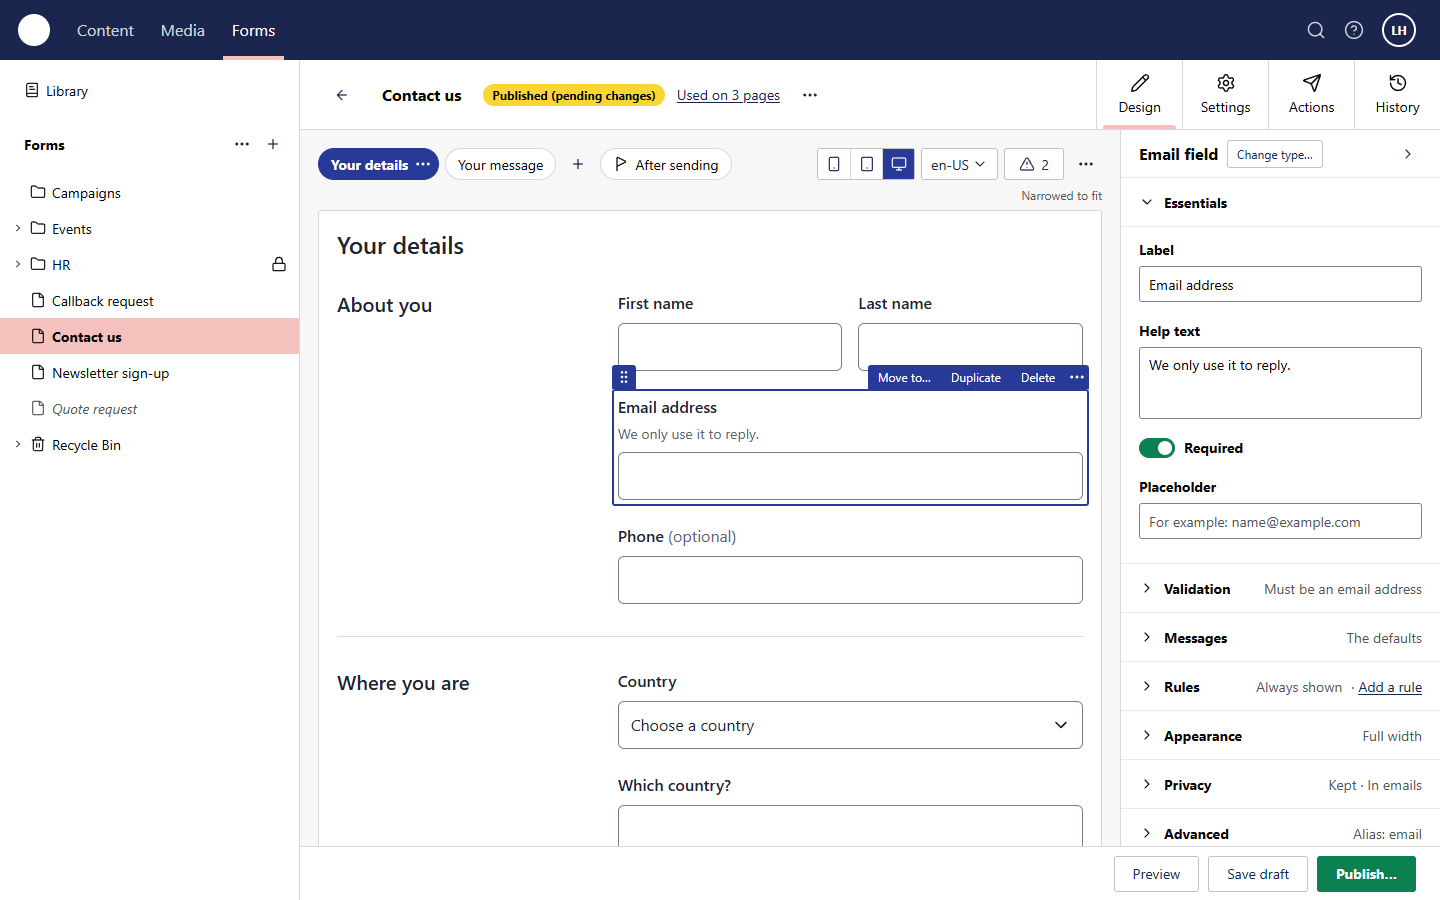 Content Media Forms LH
Library
Forms
Campaigns
Events
HR
Callback request
Contact us
Newsletter sign-up
Quote request
Recycle Bin
Contact us Published (pending changes) Used on 3 pages
Design Settings Actions History
Your details Your message After sending en-US 2
Narrowed to fit
Your details
About you
First name Last name
Move to... Duplicate Delete
Email address
We only use it to reply.
Phone (optional)
Where you are
Country
Choose a country
Which country?
Email field Change type...
Essentials
Label
Email address
Help text
We only use it to reply.
Required
Placeholder
For example: name@example.com
Validation Must be an email address
Messages The defaults
Rules Always shown · Add a rule
Appearance Full width
Privacy Kept · In emails
Advanced Alias: email
Preview Save draft Publish...